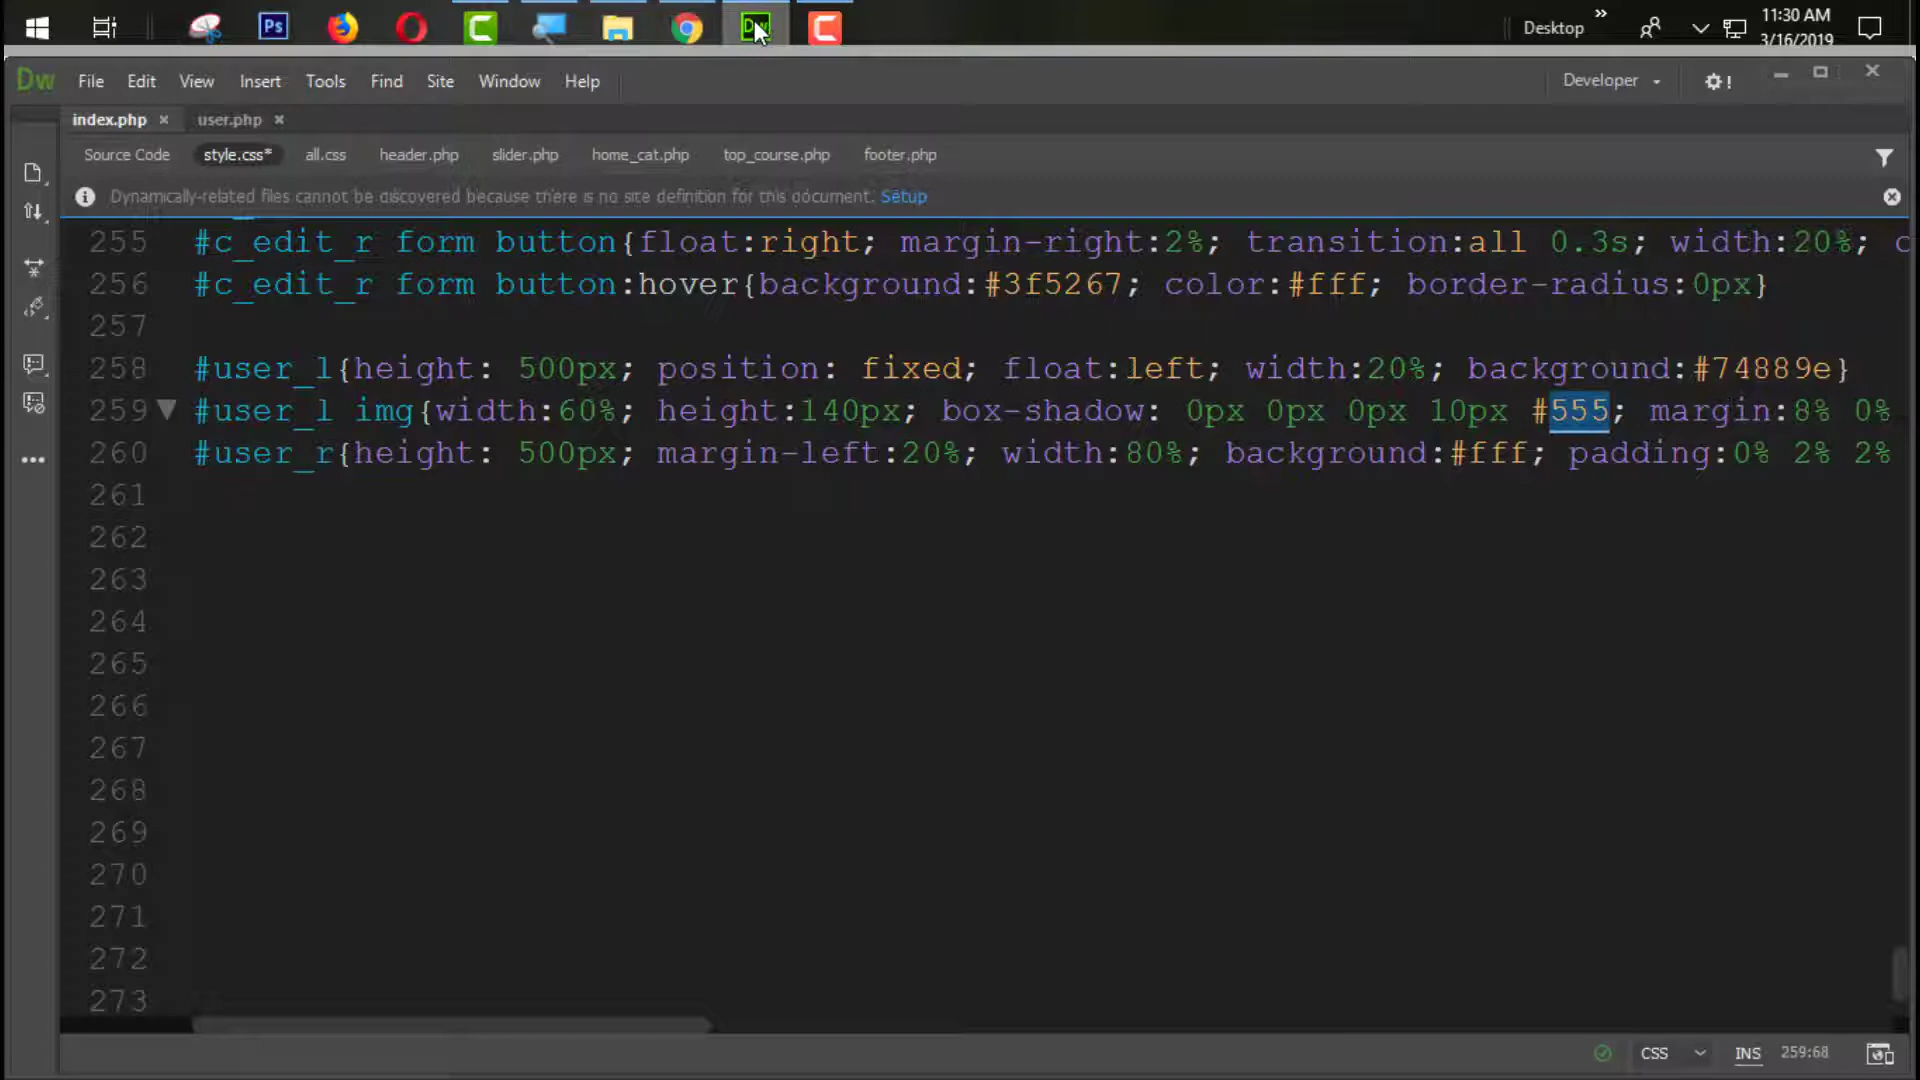 Ps
Dw
Desktop
»
11:30 AM
3/16/2019
Dw File Edit View Insert Tools Find Site Window Help
Developer
index.php × user.php ×
Source Code style.css* all.css header.php slider.php home_cat.php top_course.php footer.php
Dynamically-related files cannot be discovered because there is no site definition for this document. Setup
255 #c_edit_r form button{float:right; margin-right:2%; transition:all 0.3s; width:20%; c
256 #c_edit_r form button:hover{background:#3f5267; color:#fff; border-radius:0px}
257
258 #user_l{height: 500px; position: fixed; float:left; width:20%; background:#74889e}
259 #user_l img{width:60%; height:140px; box-shadow: 0px 0px 0px 10px #555; margin:8% 0%
260 #user_r{height: 500px; margin-left:20%; width:80%; background:#fff; padding:0% 2% 2%
261
262
263
264
265
266
267
268
269
270
271
272
273
CSS INS 259:68